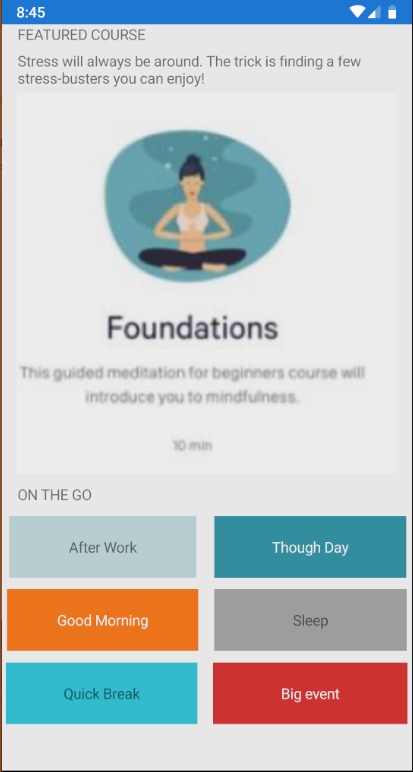 8:45
FEATURED COURSE
Stress will always be around. The trick is finding a few
stress-busters you can enjoy!
Foundations
This guided meditation for beginners course will
introduce you to mindfulness.
10 min
ON THE GO
After Work
Though Day
Good Morning
Sleep
Quick Break
Big event